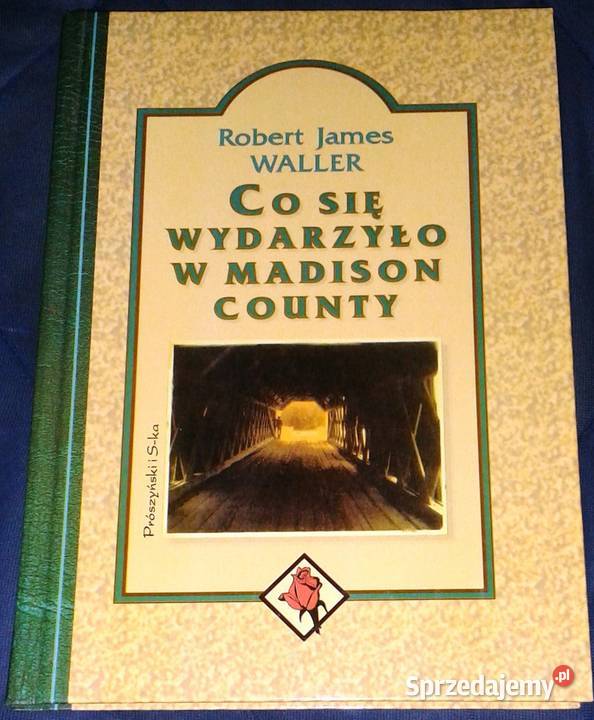 Robert James
WALLER
CO SIĘ
WYDARZYŁO
W MADISON
COUNTY
Prószyński i S-ka
Sprzedajemy.pl